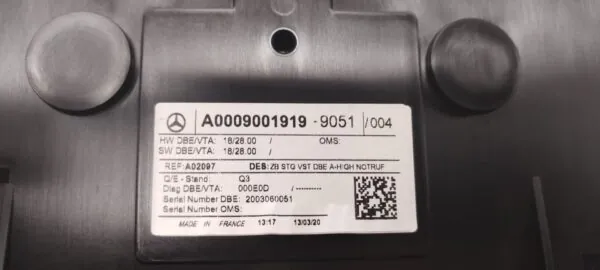 A0009001919 - 9051 /004
HW DBE/VTA: 18/28.00 / OMS:
SW DBE/VTA: 18/28.00 /
REF: A02097 DES: ZB STG VST DBE A-HIGH NOTRUF
Q/E - Stand: Q3
Diag DBE/VTA: 000E0D /----------
Serial Number DBE: 2003060051
Serial Number OMS:
MADE IN FRANCE 13:17 13/03/20